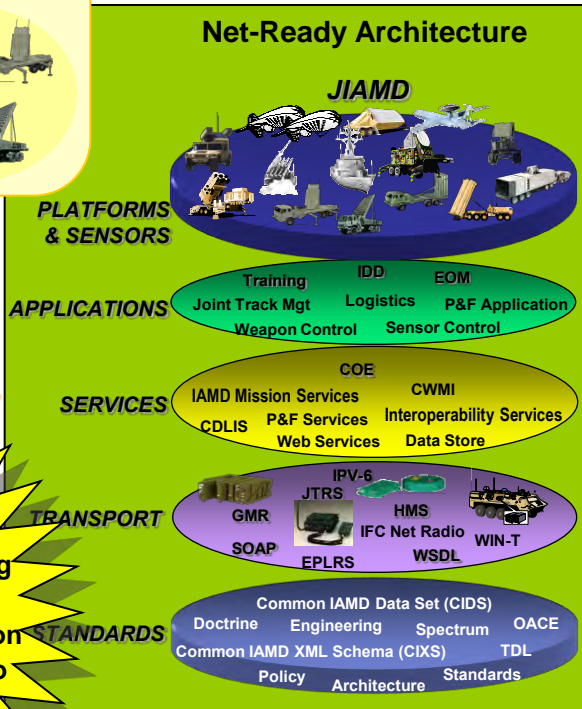 Net-Ready Architecture
JIAMD
PLATFORMS
& SENSORS
APPLICATIONS
Training IDD EOM
Joint Track Mgt Logistics P&F Application
Weapon Control Sensor Control
SERVICES
COE
IAMD Mission Services CWMI
CDLIS P&F Services Interoperability Services
Web Services Data Store
TRANSPORT
IPV-6
JTRS
GMR HMS
IFC Net Radio WIN-T
SOAP EPLRS WSDL
STANDARDS
Common IAMD Data Set (CIDS)
Doctrine Engineering Spectrum OACE
Common IAMD XML Schema (CIXS) TDL
Policy Architecture Standards